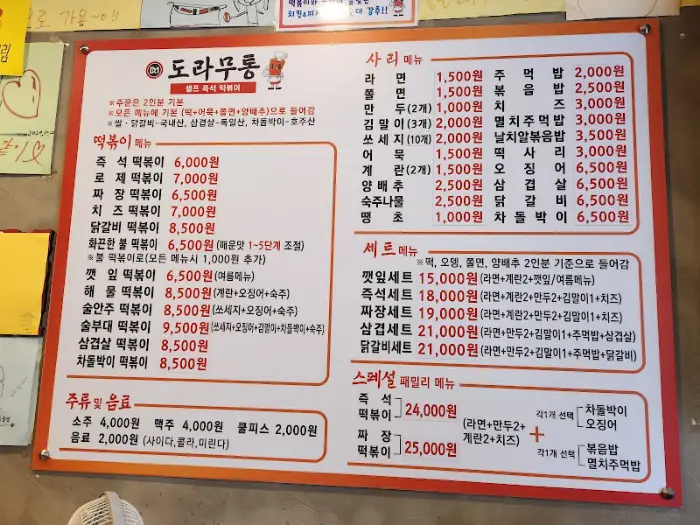 떡볶이와
치킨&피
갑주!!
도라무통
셀프 즉석 떡볶이
※주문은 2인분 기본
※모든 메뉴에 기본 (떡+어묵+쫄면+양배추)으로 들어감
※쌀·닭갈비-국내산, 삼겹살-독일산, 차돌박이-호주산
떡볶이 메뉴
즉석 떡볶이 6,000원
로제 떡볶이 7,000원
짜장 떡볶이 6,500원
치즈 떡볶이 7,000원
닭갈비 떡볶이 8,500원
화끈한 불 떡볶이 6,500원(매운맛 1~5단계 조절)
※불 떡볶이로(모든 메뉴시 1,000원 추가)
깻잎 떡볶이 6,500원(여름메뉴)
해물 떡볶이 8,500원(계란+오징어+숙주)
술안주 떡볶이 8,500원(쏘세지+오징어+숙주)
술부대 떡볶이 9,500원(쏘세지+오징어+김말이+차돌박이+숙주)
삼겹살 떡볶이 8,500원
차돌박이 떡볶이 8,500원
주류 및 음료
소주 4,000원 맥주 4,000원 쿨피스 2,000원
음료 2,000원 (사이다,콜라,미린다)
사리 메뉴
라면 1,500원 주먹밥 2,000원
쫄면 1,500원 볶음밥 2,500원
만두(2개) 1,000원 치즈 3,000원
김말이(3개) 2,000원 멸치주먹밥 3,000원
쏘세지(10개) 2,000원 날치알볶음밥 3,500원
어묵 1,500원 떡사리 3,000원
계란(2개) 1,500원 오징어 6,500원
양배추 2,500원 삼겹살 6,500원
숙주나물 2,500원 닭갈비 6,500원
땡초 1,000원 차돌박이 6,500원
세트 메뉴
※떡, 오뎅, 쫄면, 양배추 2인분 기준으로 들어감
깻잎세트 15,000원(라면+계란2+깻잎/여름메뉴)
즉석세트 18,000원(라면+계란2+만두2+김말이1+치즈)
짜장세트 19,000원(라면+계란2+만두2+김말이1+치즈)
삼겹세트 21,000원(라면+만두2+김말이1+주먹밥+삼겹살)
닭갈비세트 21,000원(라면+만두2+김말이1+주먹밥+닭갈비)
스페셜 패밀리 메뉴
즉석 떡볶이 24,000원
짜장 떡볶이 25,000원
(라면+만두2+
계란2+치즈)
+
각1개 선택 차돌박이
오징어
각1개 선택 볶음밥
멸치주먹밥